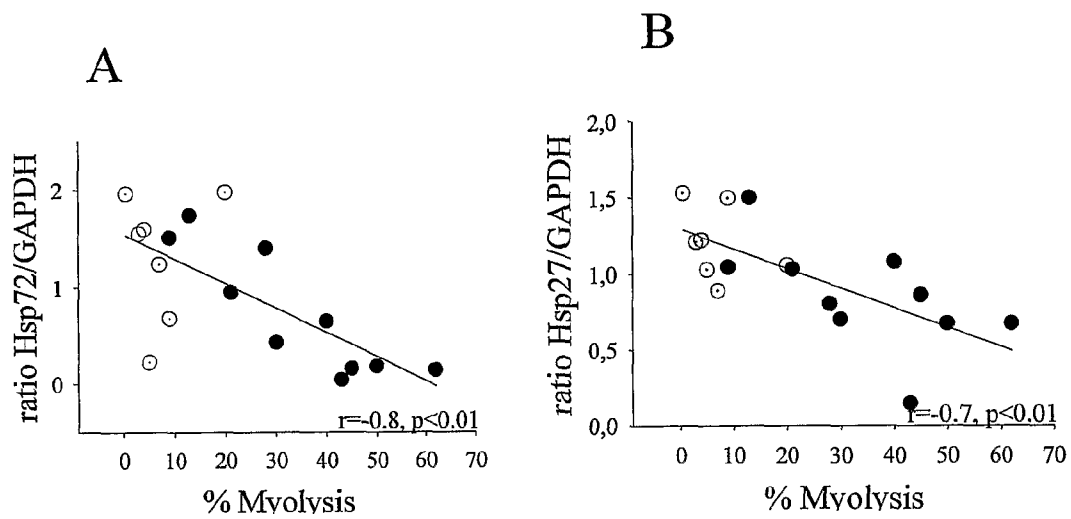 A
ratio Hsp72/GAPDH
2
1
0
r=-0.8, p<0.01
0 10 20 30 40 50 60 70
% Myolysis
B
ratio Hsp27/GAPDH
2,0
1,5
1,0
0,5
0,0
r=-0.7, p<0.01
0 10 20 30 40 50 60 70
% Myolysis